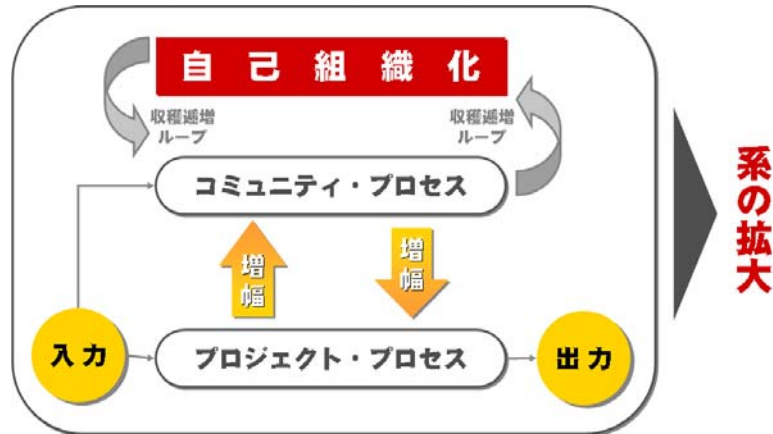 自己組織化
収穫逓増
ループ
収穫逓増
ループ
コミュニティ・プロセス
増幅
増幅
入力
プロジェクト・プロセス
出力
系の拡大